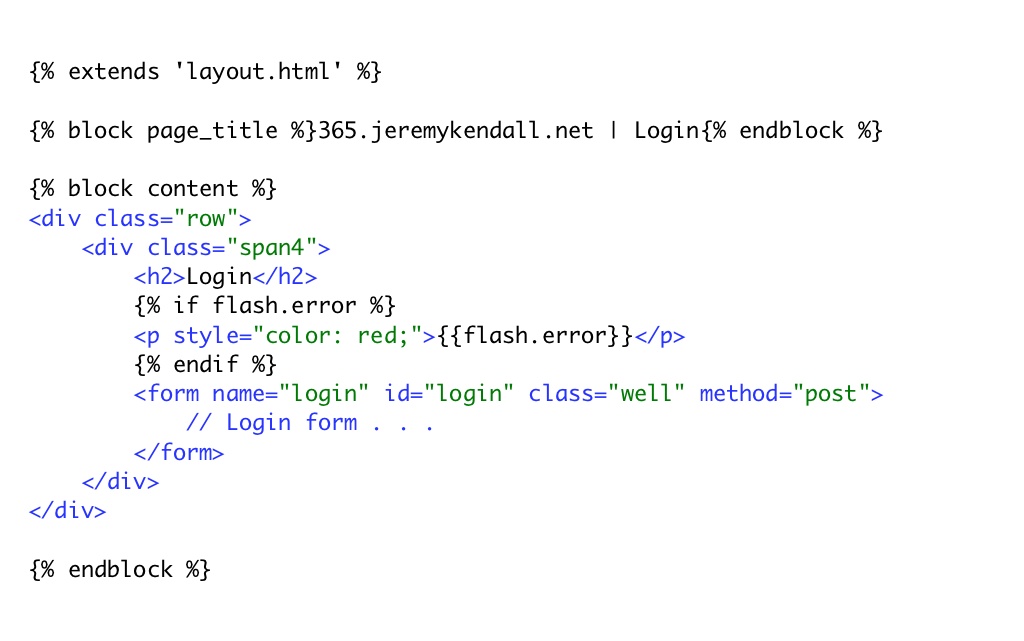 {% extends 'layout.html' %}
{% block page_title %}365.jeremykendall.net | Login{% endblock %}
{% block content %}
<div class="row">
    <div class="span4">
        <h2>Login</h2>
        {% if flash.error %}
        <p style="color: red;">{{flash.error}}</p>
        {% endif %}
        <form name="login" id="login" class="well" method="post">
            // Login form . . .
        </form>
    </div>
</div>
{% endblock %}